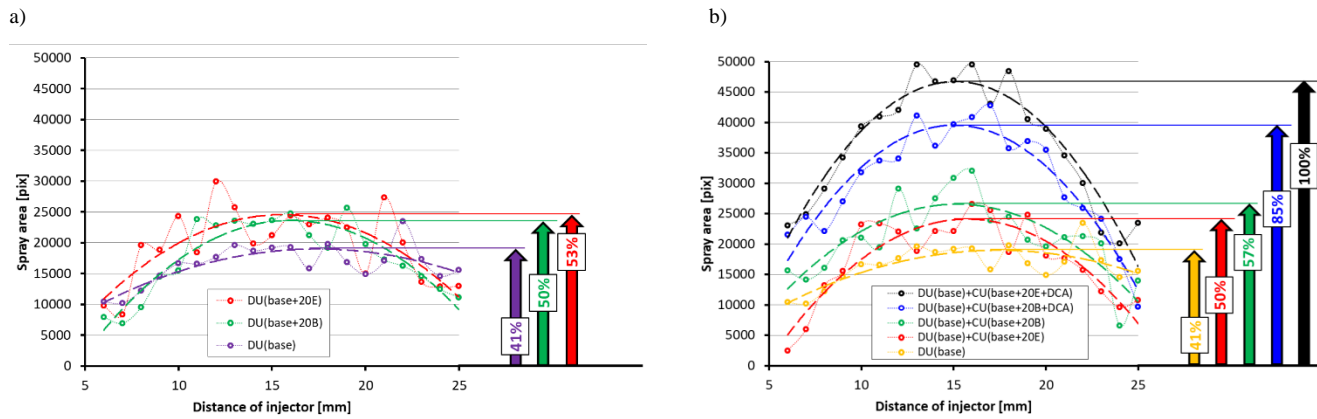 a)
50000
45000
40000
35000
30000
25000
20000
15000
10000
5000
0
Spray area [pix]
5
10
15
20
25
Distance of injector [mm]
DU(base+20E)
DU(base+20B)
DU(base)
41%
50%
53%
b)
50000
45000
40000
35000
30000
25000
20000
15000
10000
5000
0
Spray area [pix]
5
10
15
20
25
Distance of injector [mm]
DU(base)+CU(base+20E+DCA)
DU(base)+CU(base+20B+DCA)
DU(base)+CU(base+20B)
DU(base)+CU(base+20E)
DU(base)
41%
50%
57%
85%
100%